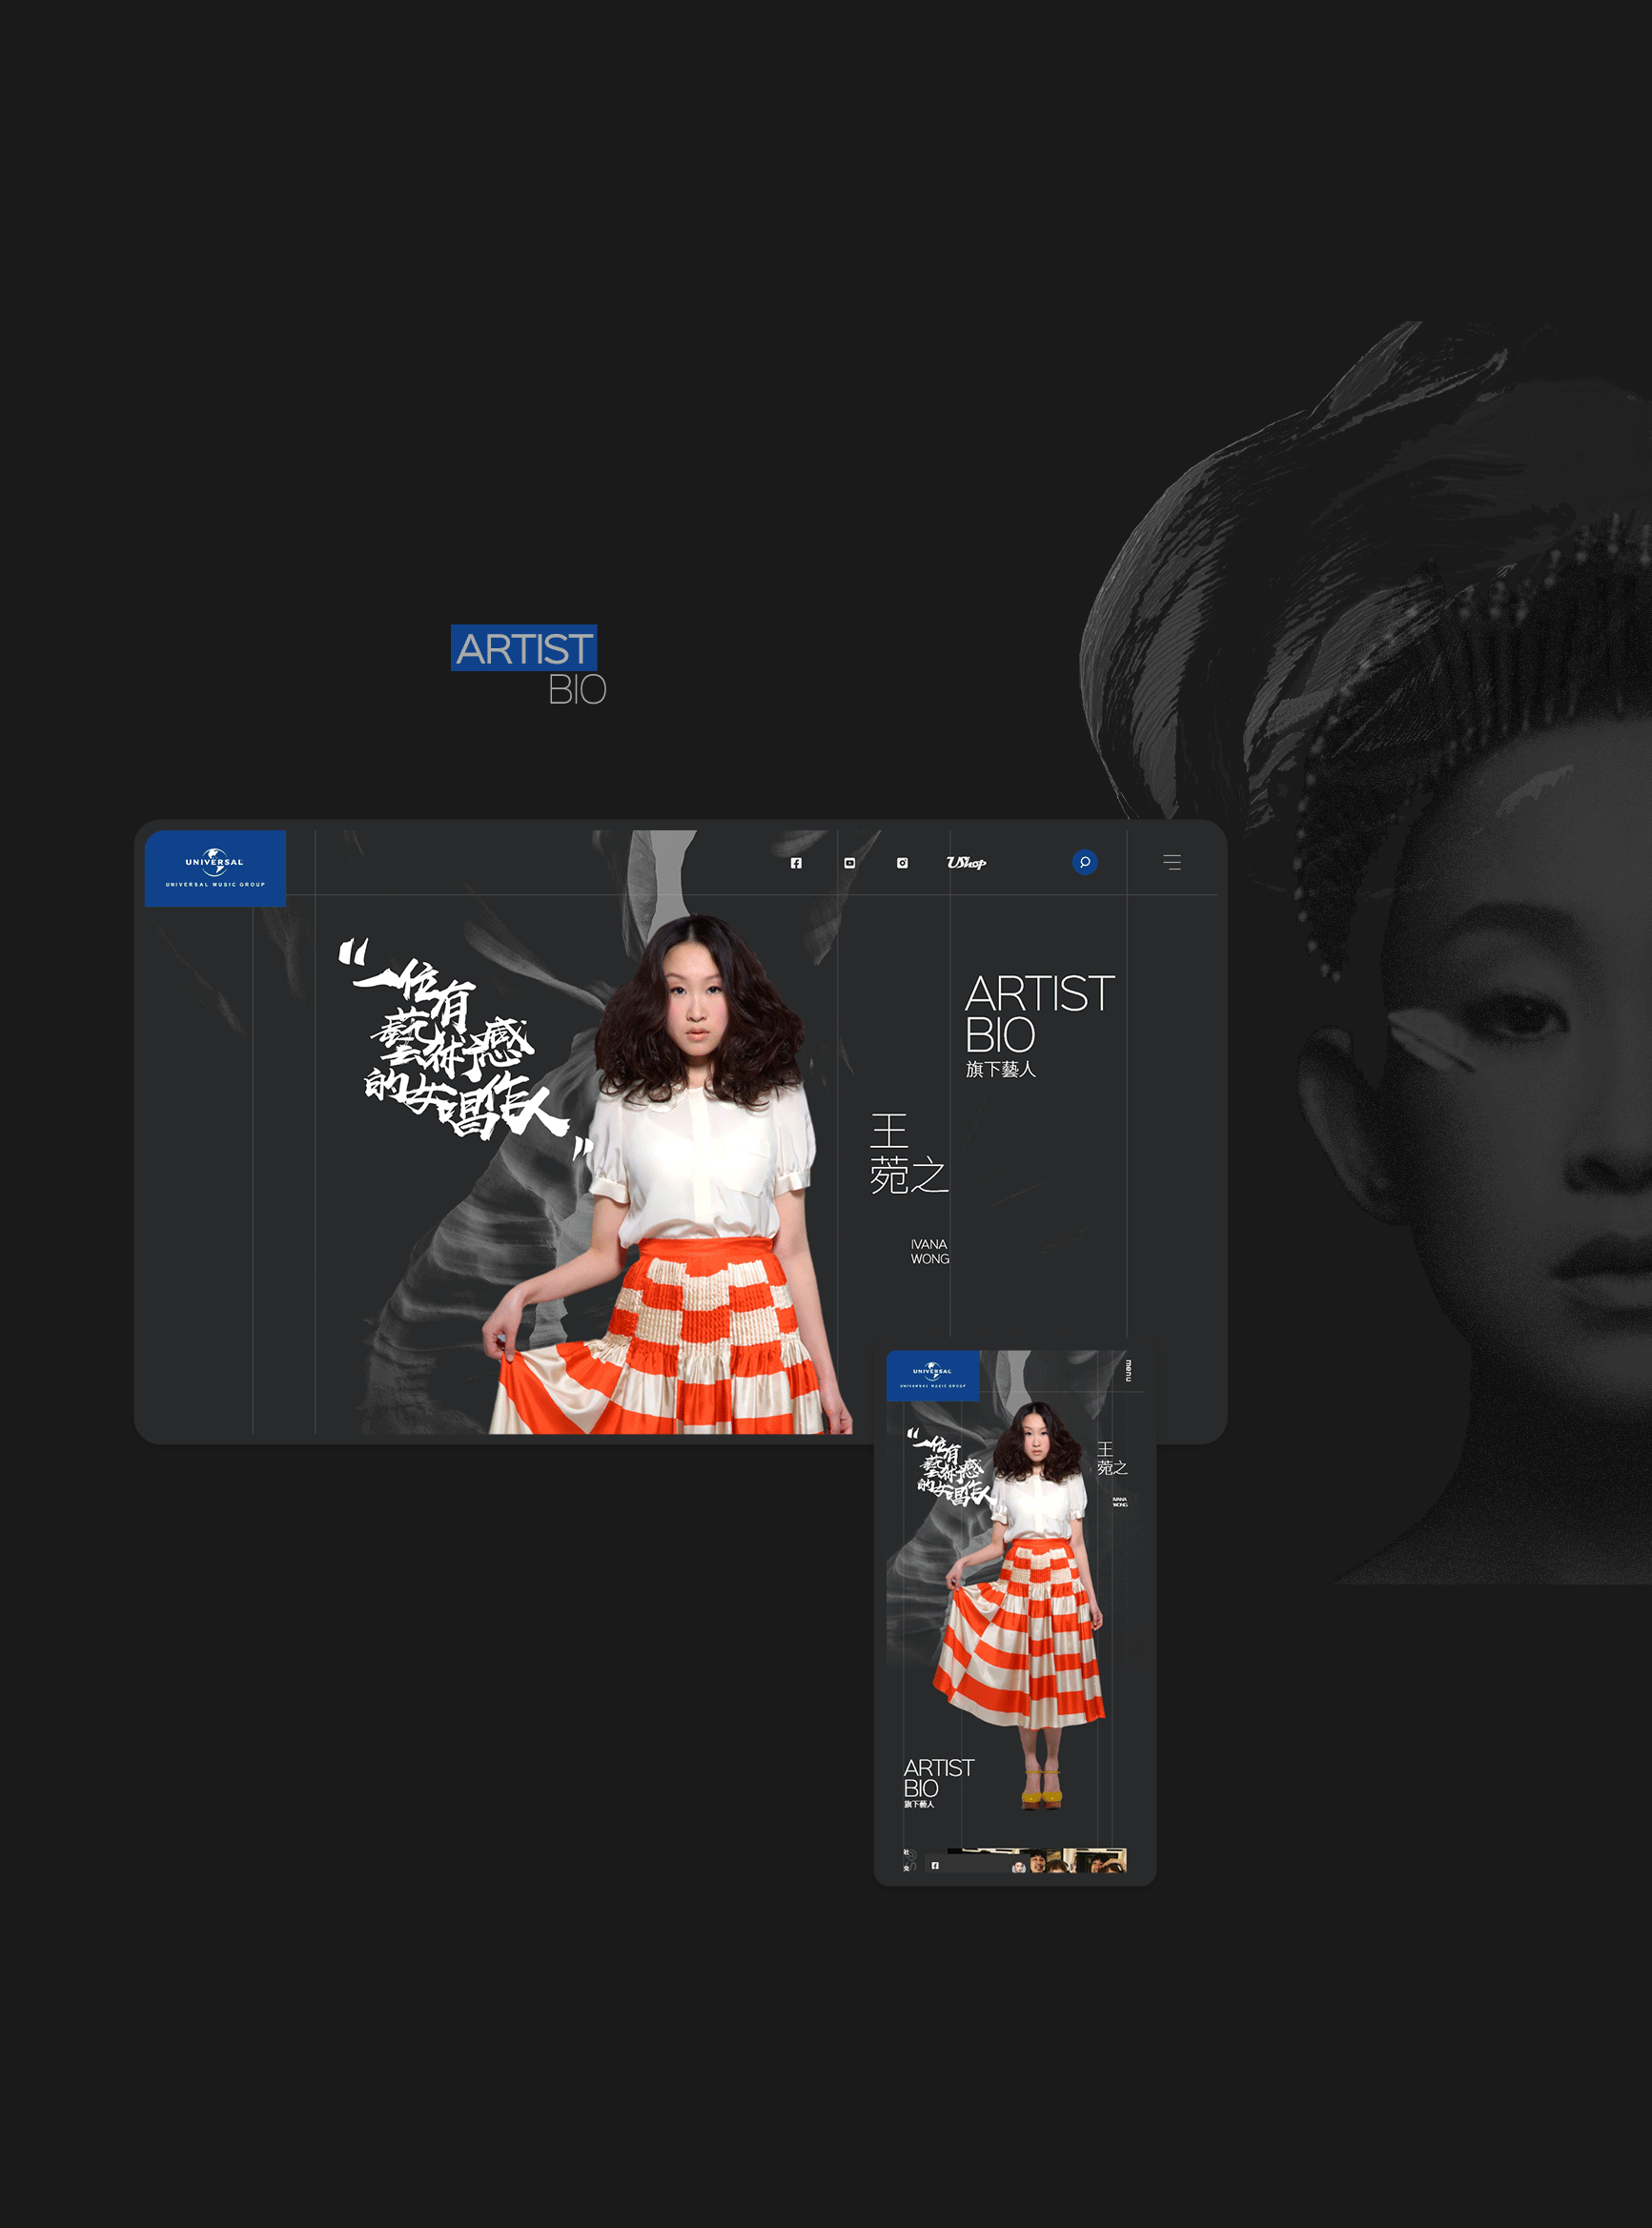 ARTIST
BIO
UNIVERSAL
UNIVERSAL MUSIC GROUP
UShop
“一位有
藝術感
的女唱作人”
ARTIST
BIO
旗下藝人
王
菀之
IVANA
WONG
UNIVERSAL
UNIVERSAL MUSIC GROUP
menu
“一位有
藝術感
的女唱作人”
王
菀之
IVANA
WONG
ARTIST
BIO
旗下藝人